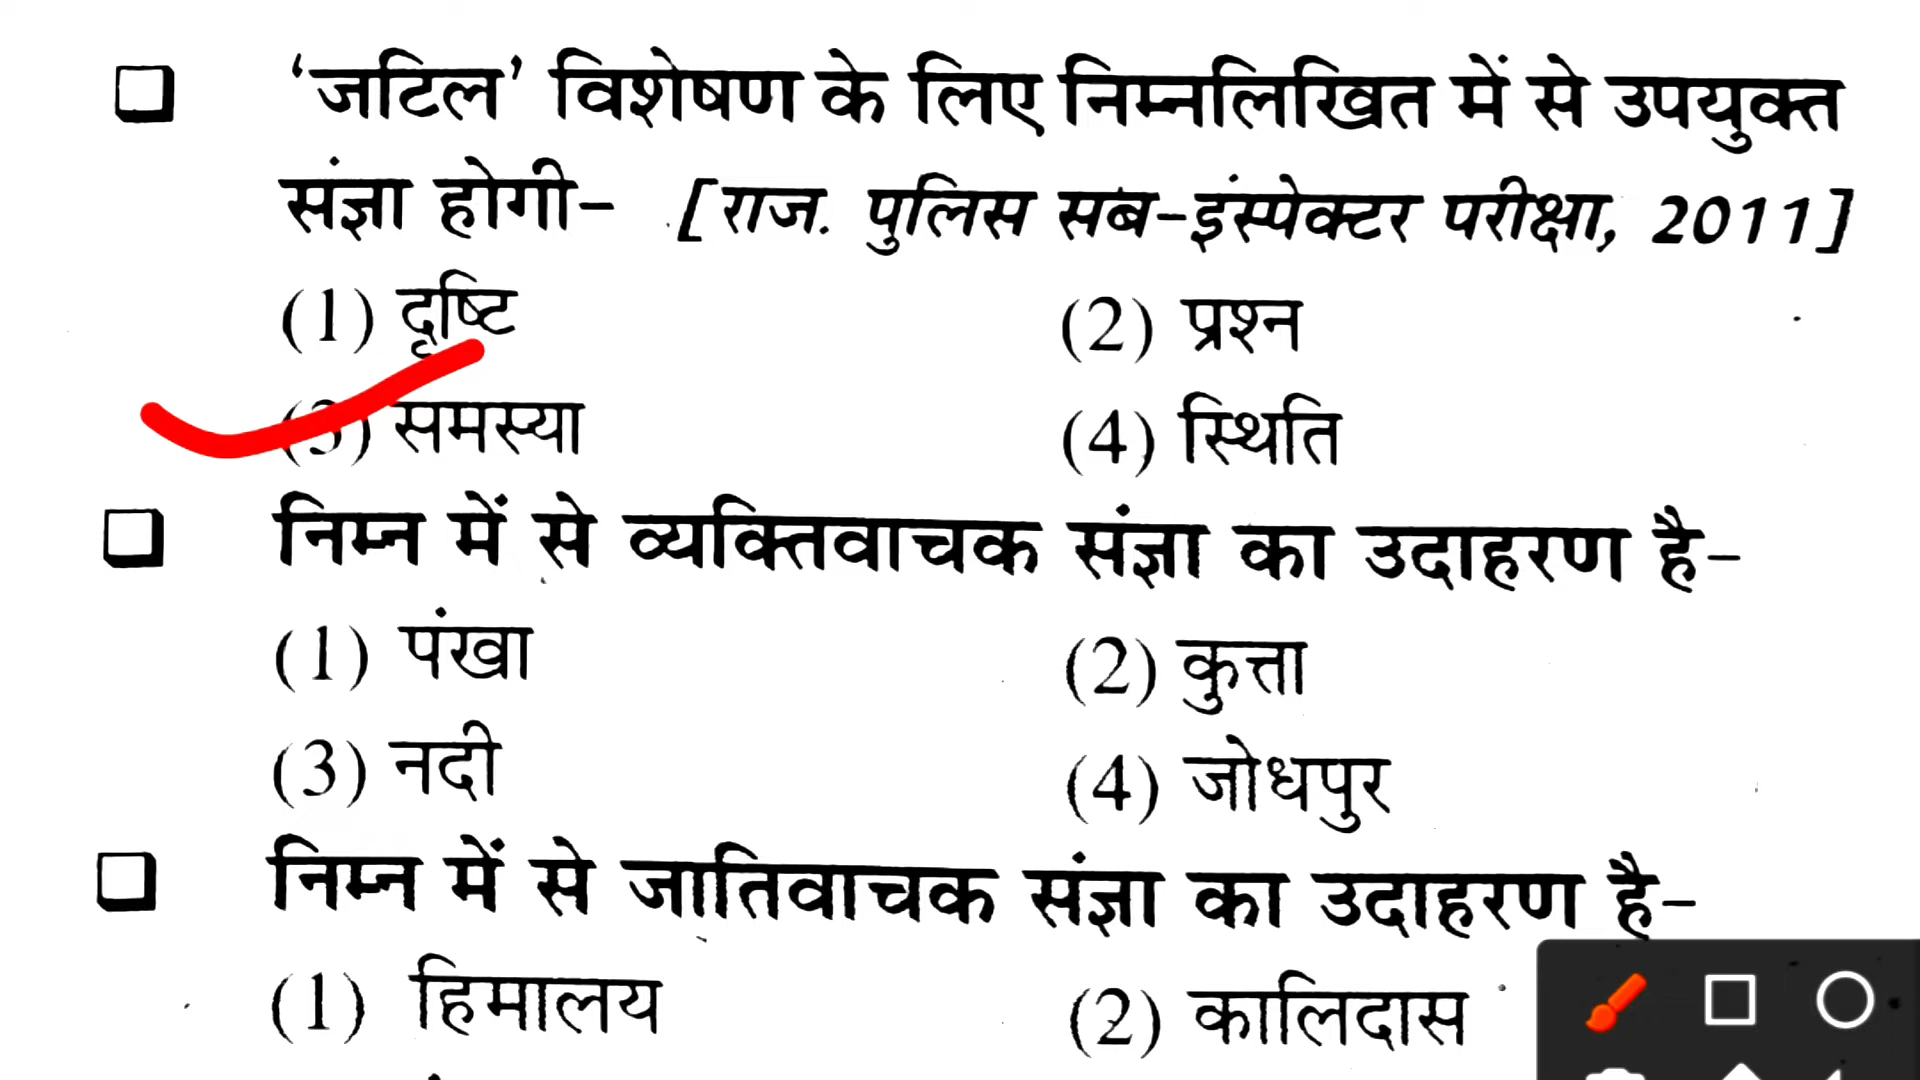 ‘जटिल’ विशेषण के लिए निम्नलिखित में से उपयुक्त
संज्ञा होगी– [राज. पुलिस सब-इंस्पेक्टर परीक्षा, 2011]
(1) दृष्टि (2) प्रश्न
(3) समस्या (4) स्थिति
निम्न में से व्यक्तिवाचक संज्ञा का उदाहरण है–
(1) पंखा (2) कुत्ता
(3) नदी (4) जोधपुर
निम्न में से जातिवाचक संज्ञा का उदाहरण है–
(1) हिमालय (2) कालिदास